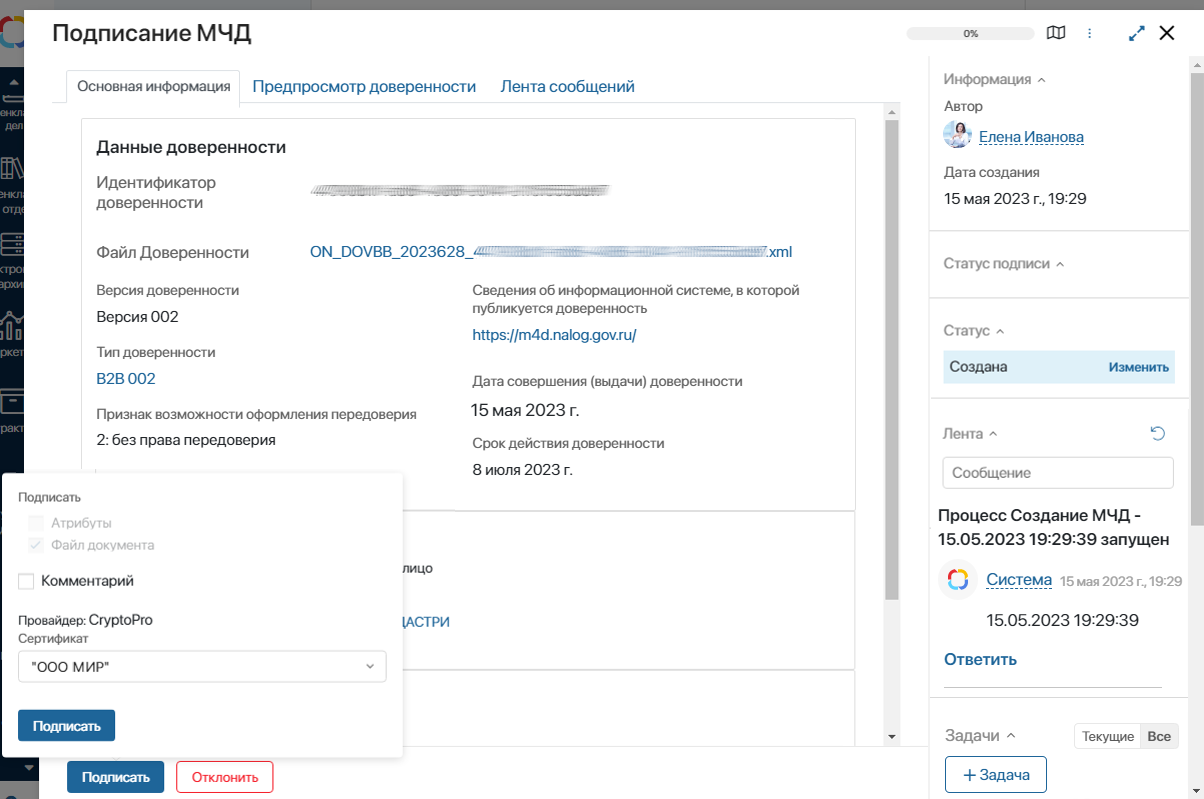 Подписание МЧД
0%
Основная информация
Предпросмотр доверенности
Лента сообщений
Данные доверенности
Идентификатор
доверенности
Файл Доверенности
ON_DOVBB_2023628_ .xml
Версия доверенности
Версия 002
Тип доверенности
B2B 002
Признак возможности оформления передоверия
2: без права передоверия
Сведения об информационной системе, в которой
публикуется доверенность
https://m4d.nalog.gov.ru/
Дата совершения (выдачи) доверенности
15 мая 2023 г.
Срок действия доверенности
8 июля 2023 г.
лицо
ДАСТРИ
Подписать
Атрибуты
Файл документа
Комментарий
Провайдер: CryptoPro
Сертификат
"ООО МИР"
Подписать
Подписать
Отклонить
Информация
Автор
Елена Иванова
Дата создания
15 мая 2023 г., 19:29
Статус подписи
Статус
Создана
Изменить
Лента
Сообщение
Процесс Создание МЧД -
15.05.2023 19:29:39 запущен
Система 15 мая 2023 г., 19:29
15.05.2023 19:29:39
Ответить
Задачи
Текущие
Все
+ Задача